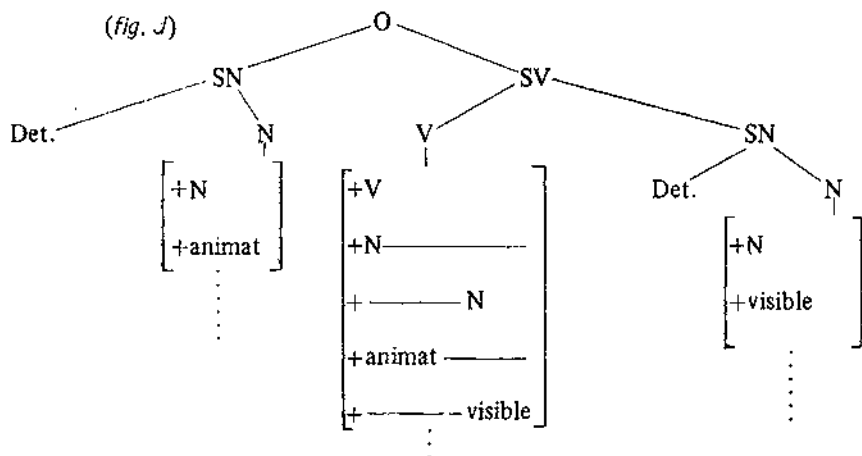 (fig. J)
O
SN SV
Det. N V SN
Det. N
+N +V +N
+animat +N———
+ ——— N +visible
+animat ———
+ ——— visible